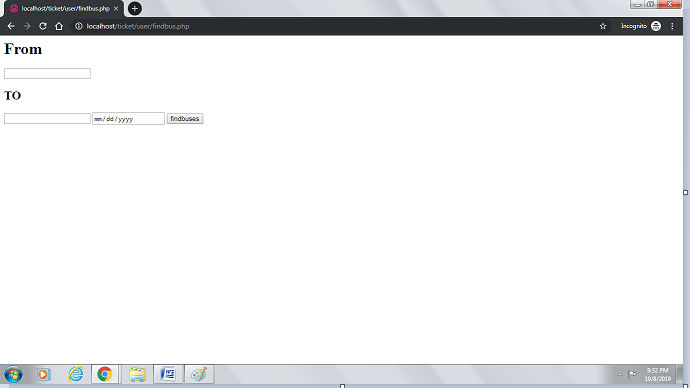 localhost/ticket/user/findbus.php
localhost/ticket/user/findbus.php
Incognito
From
TO
mm/dd/yyyy
findbuses
9:32 PM
10/8/2019